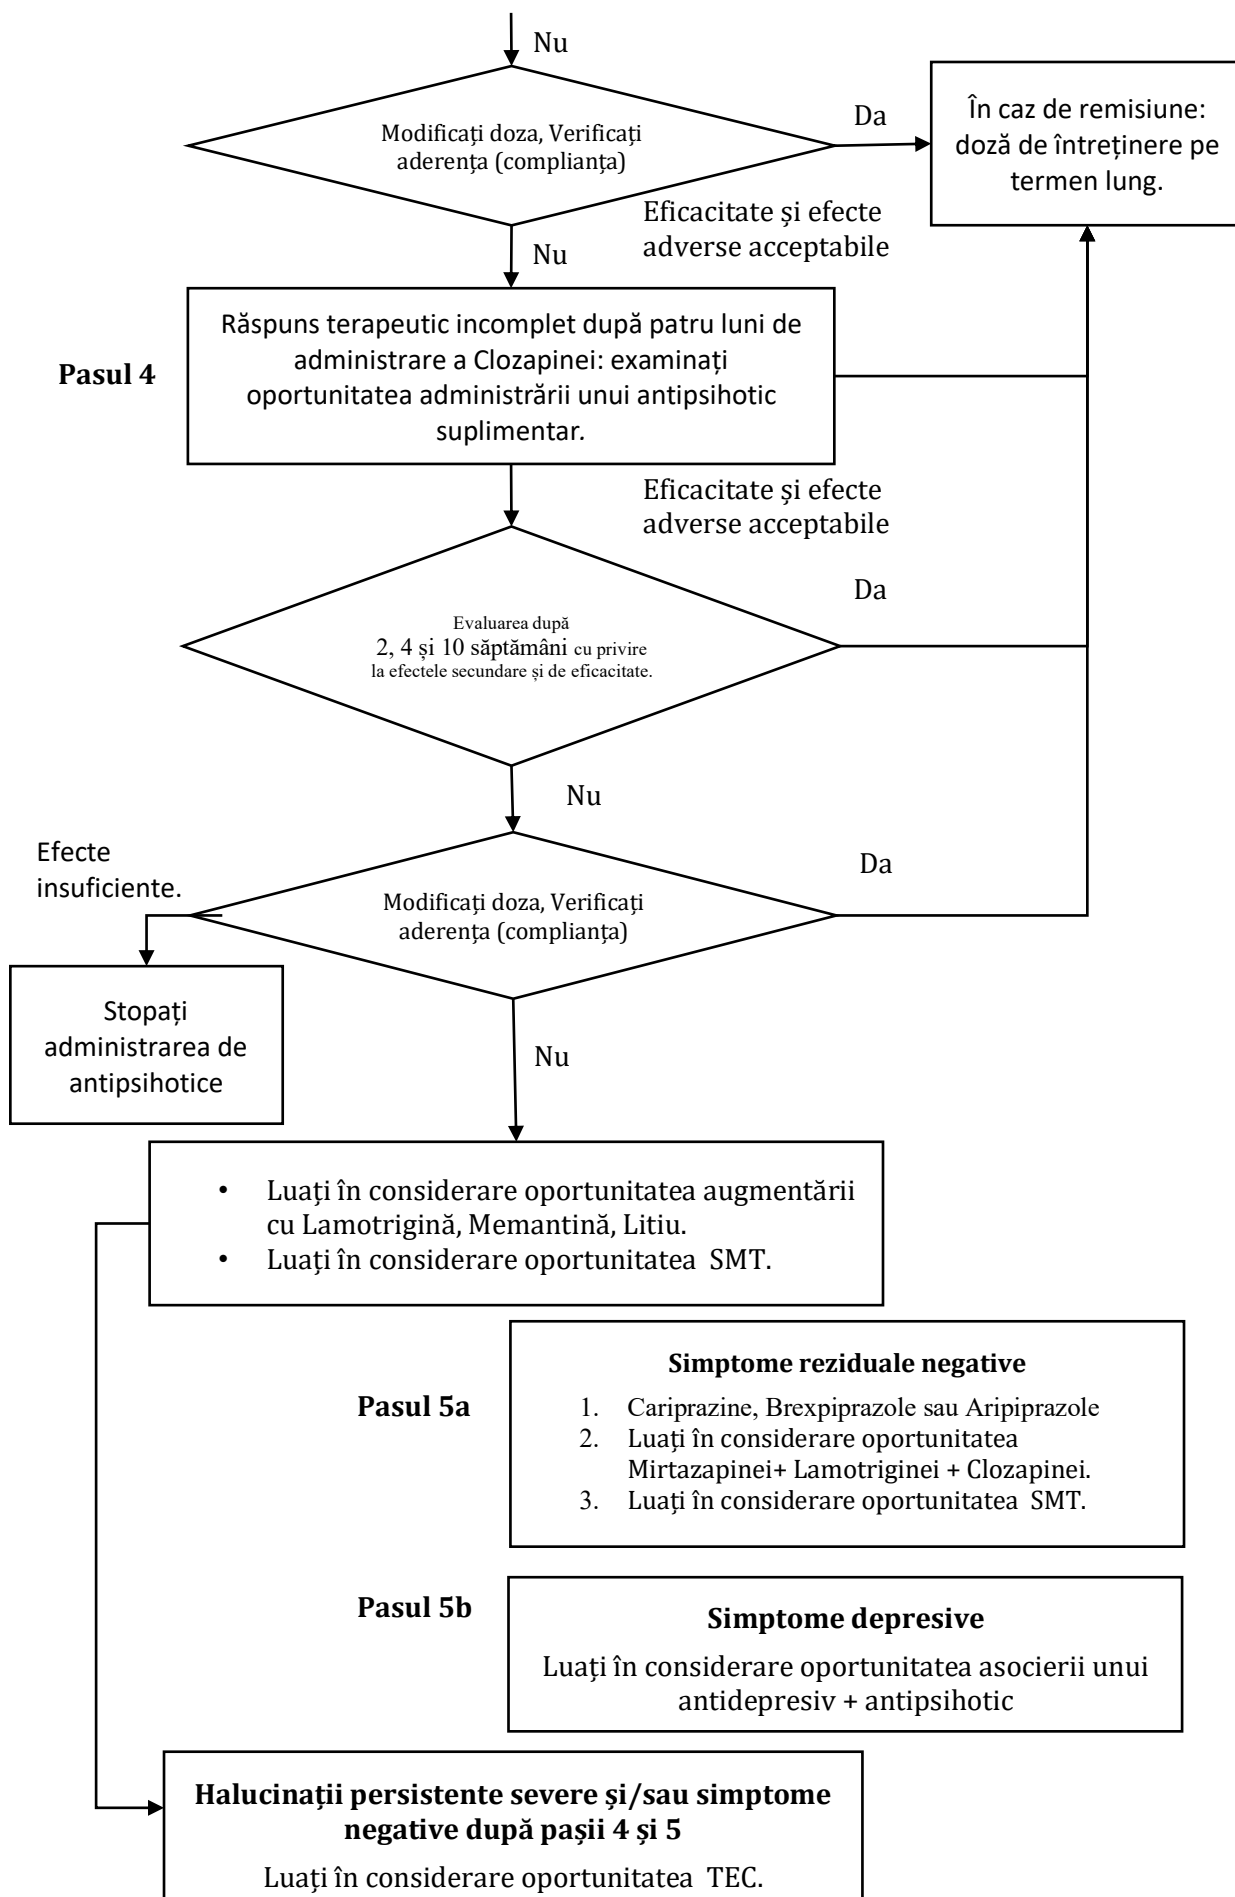 Nu
Modificați doza, Verificați
aderența (complianța)
Da
În caz de remisiune:
doză de întreținere pe
termen lung.
Eficacitate și efecte
adverse acceptabile
Nu
Pasul 4
Răspuns terapeutic incomplet după patru luni de
administrare a Clozapinei: examinați
oportunitatea administrării unui antipsihotic
suplimentar.
Eficacitate și efecte
adverse acceptabile
Da
Evaluarea după
2, 4 și 10 săptămâni cu privire
la efectele secundare și de eficacitate.
Nu
Efecte
insuficiente.
Da
Modificați doza, Verificați
aderența (complianța)
Stopați
administrarea de
antipsihotice
Nu
• Luați în considerare oportunitatea augmentării
cu Lamotrigină, Memantină, Litiu.
• Luați în considerare oportunitatea SMT.
Pasul 5a
Simptome reziduale negative
1. Cariprazine, Brexpiprazole sau Aripiprazole
2. Luați în considerare oportunitatea
Mirtazapinei+ Lamotriginei + Clozapinei.
3. Luați în considerare oportunitatea SMT.
Pasul 5b
Simptome depresive
Luați în considerare oportunitatea asocierii unui
antidepresiv + antipsihotic
Halucinații persistente severe și/sau simptome
negative după pașii 4 și 5
Luați în considerare oportunitatea TEC.